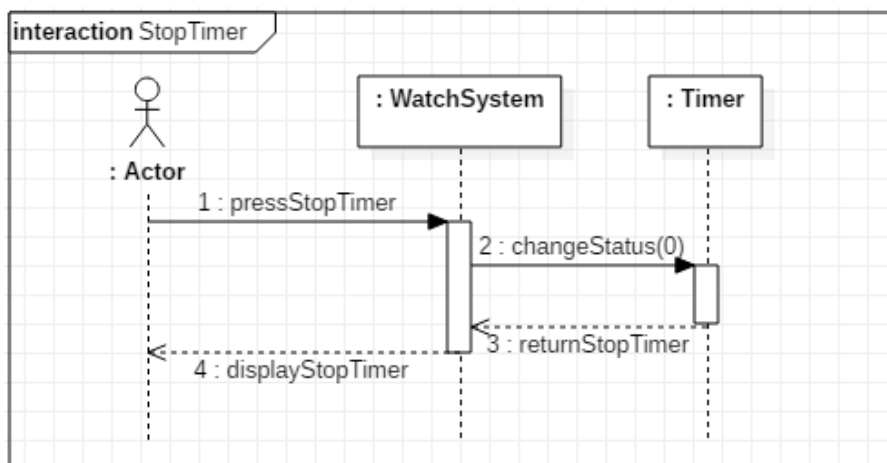 interaction StopTimer
: WatchSystem
: Timer
: Actor
1 : pressStopTimer
2 : changeStatus(0)
3 : returnStopTimer
4 : displayStopTimer